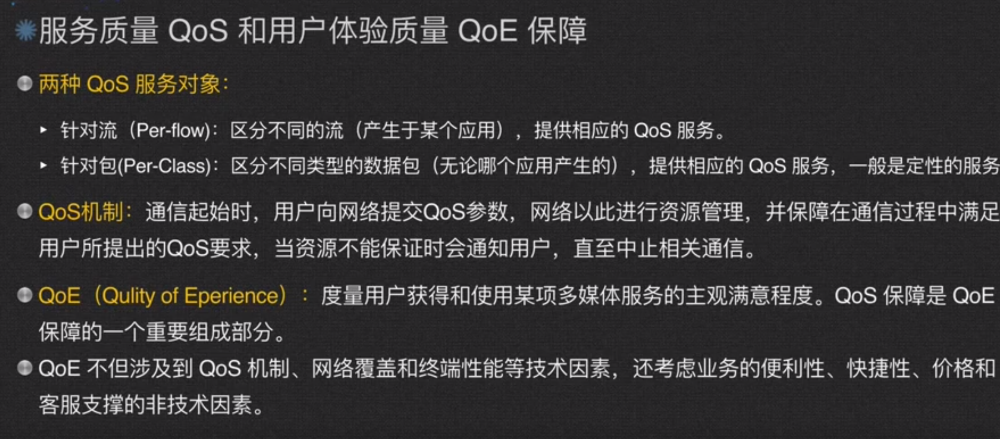 服务质量 QoS 和用户体验质量 QoE 保障
两种 QoS 服务对象：
针对流（Per-flow)：区分不同的流（产生于某个应用），提供相应的 QoS 服务。
针对包(Per-Class)：区分不同类型的数据包（无论哪个应用产生的），提供相应的 QoS 服务，一般是定性的服务
QoS机制：通信起始时，用户向网络提交QoS参数，网络以此进行资源管理，并保障在通信过程中满足
用户所提出的QoS要求，当资源不能保证时会通知用户，直至中止相关通信。
QoE（Qulity of Eperience）：度量用户获得和使用某项多媒体服务的主观满意程度。QoS 保障是 QoE
保障的一个重要组成部分。
QoE 不但涉及到 QoS 机制、网络覆盖和终端性能等技术因素，还考虑业务的便利性、快捷性、价格和
客服支撑的非技术因素。